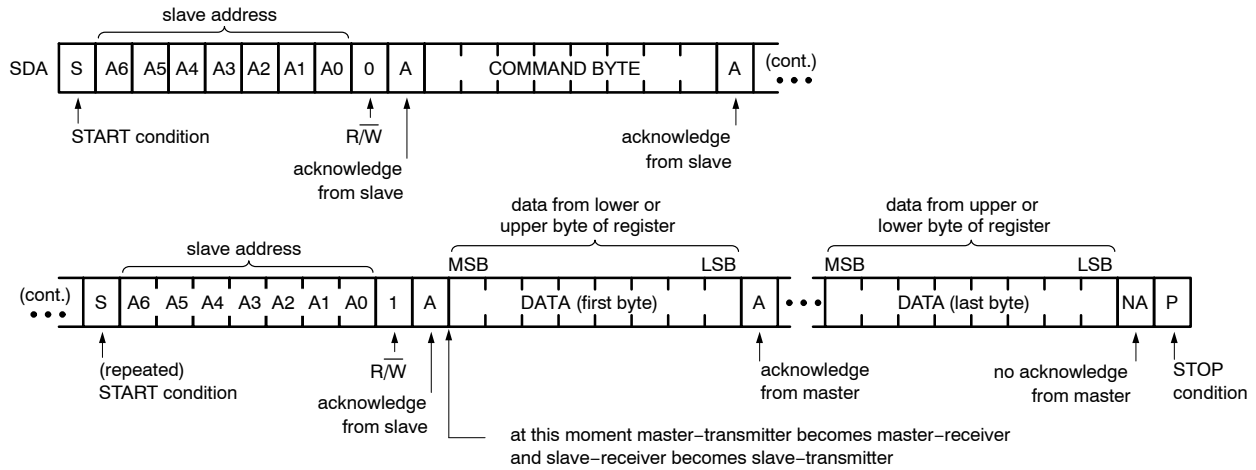 slave address
SDA S A6 A5 A4 A3 A2 A1 A0 0 A COMMAND BYTE A (cont.)
START condition
R/W
acknowledge
from slave
acknowledge
from slave
data from lower or
upper byte of register
data from upper or
lower byte of register
slave address
MSB LSB MSB LSB
(cont.) S A6 A5 A4 A3 A2 A1 A0 1 A DATA (first byte) A DATA (last byte) NA P
(repeated)
START condition
R/W
acknowledge
from slave
acknowledge
from master
no acknowledge
from master
STOP
condition
at this moment master−transmitter becomes master−receiver
and slave−receiver becomes slave−transmitter